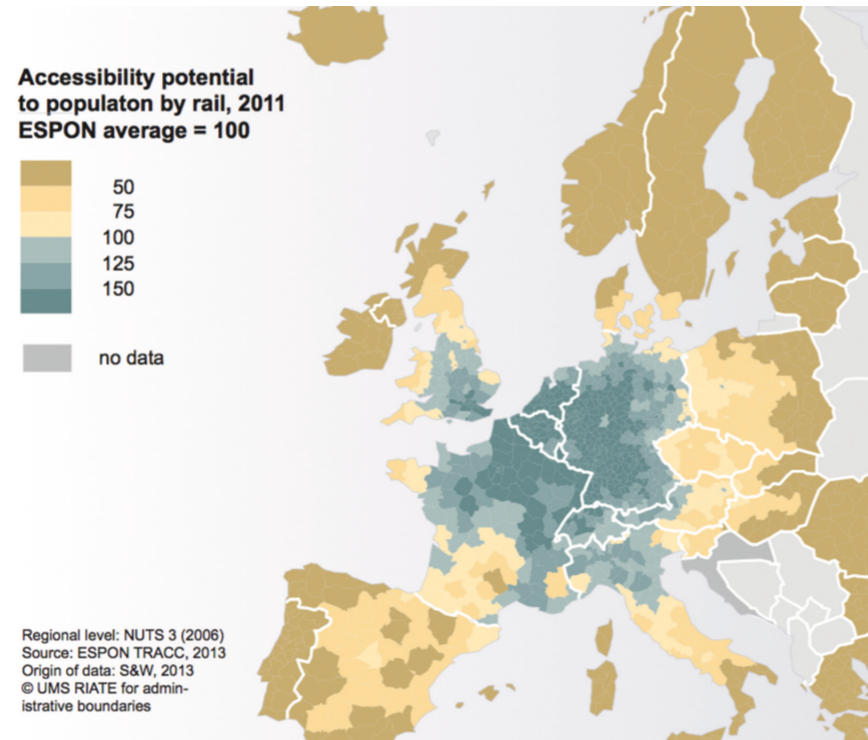 Accessibility potential
to populaton by rail, 2011
ESPON average = 100
50
75
100
125
150
no data
Regional level: NUTS 3 (2006)
Source: ESPON TRACC, 2013
Origin of data: S&W, 2013
© UMS RIATE for admin-
istrative boundaries